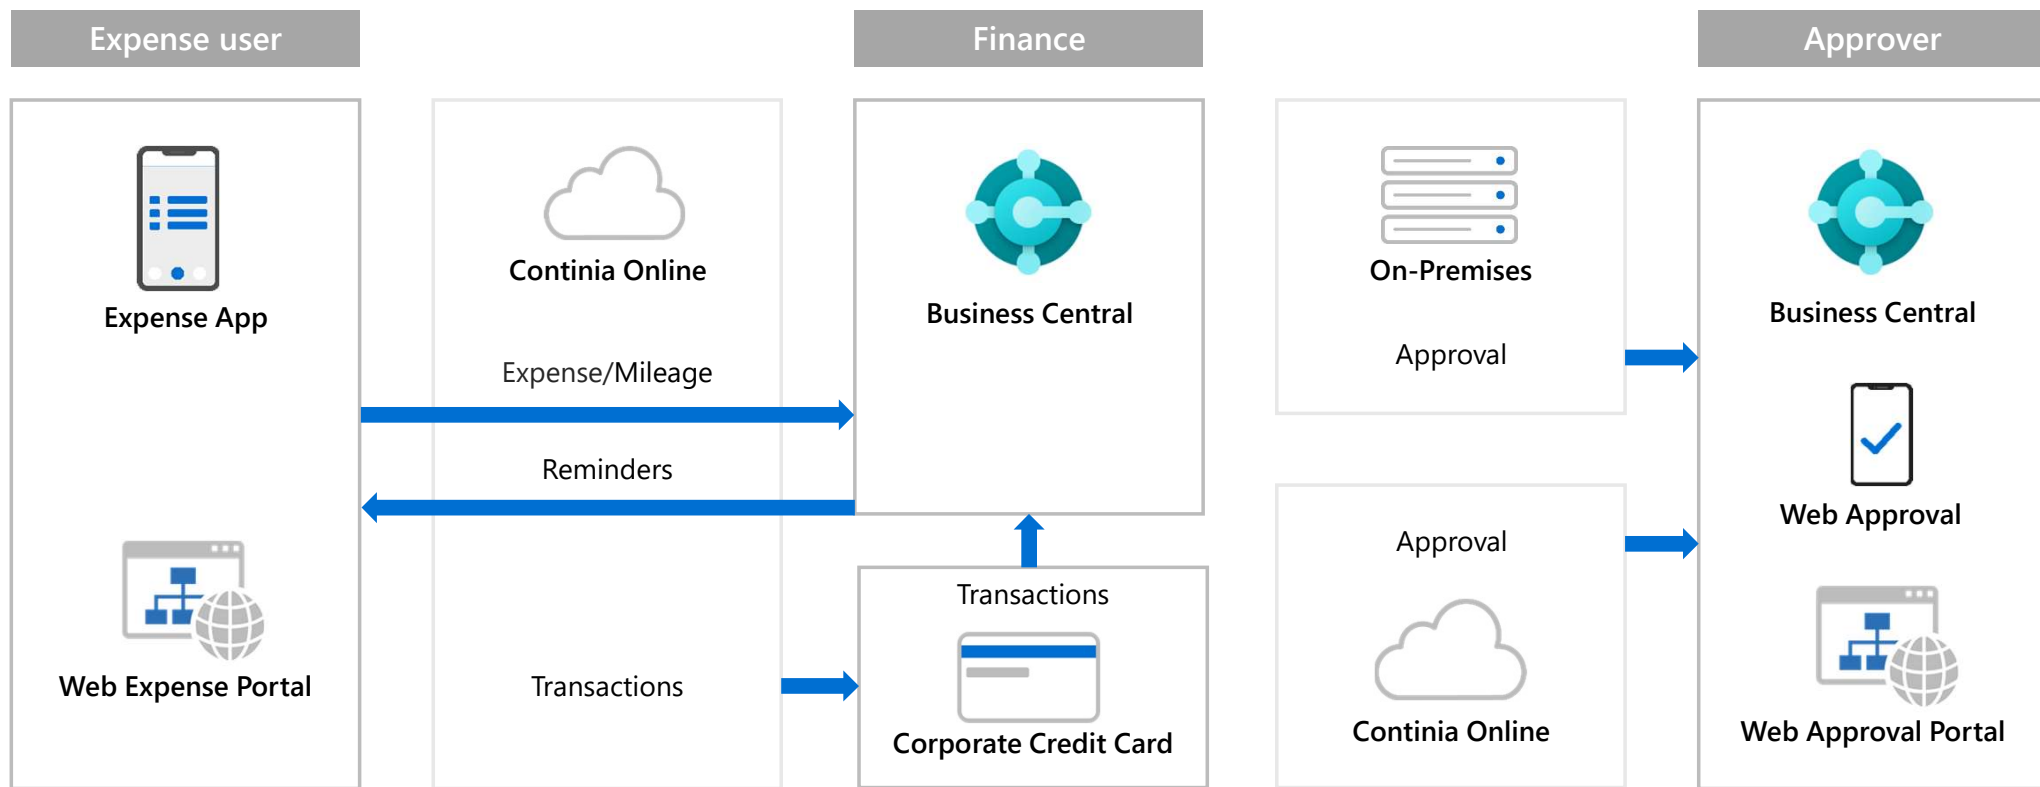 Expense user
Finance
Approver
Expense App
Web Expense Portal
Continia Online
Expense/Mileage
Reminders
Transactions
Business Central
Transactions
Corporate Credit Card
On-Premises
Approval
Approval
Continia Online
Business Central
Web Approval
Web Approval Portal